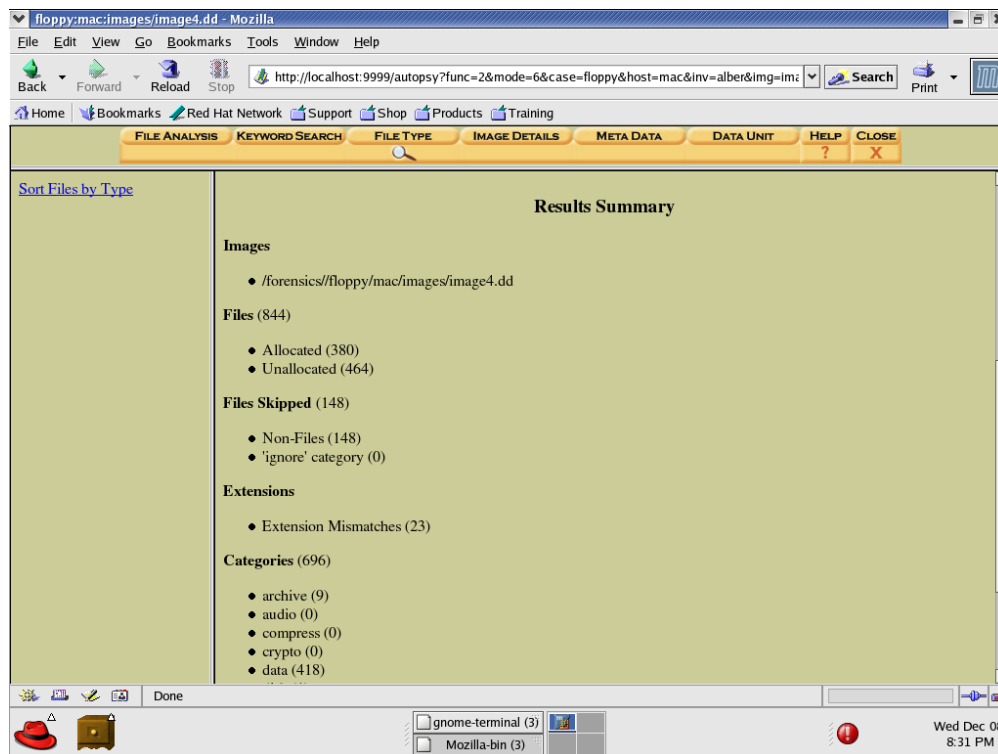 floppy:mac:images/image4.dd - Mozilla
File Edit View Go Bookmarks Tools Window Help
Back Forward Reload Stop http://localhost:9999/autopsy?func=2&mode=6&case=floppy&host=mac&inv=alber&img=ima Search Print
Home Bookmarks Red Hat Network Support Shop Products Training
FILE ANALYSIS KEYWORD SEARCH FILE TYPE IMAGE DETAILS META DATA DATA UNIT HELP CLOSE
? X
Sort Files by Type
Results Summary
Images
• /forensics//floppy/mac/images/image4.dd
Files (844)
• Allocated (380)
• Unallocated (464)
Files Skipped (148)
• Non-Files (148)
• 'ignore' category (0)
Extensions
• Extension Mismatches (23)
Categories (696)
• archive (9)
• audio (0)
• compress (0)
• crypto (0)
• data (418)
Done
gnome-terminal (3)
Mozilla-bin (3)
Wed Dec 0
8:31 PM